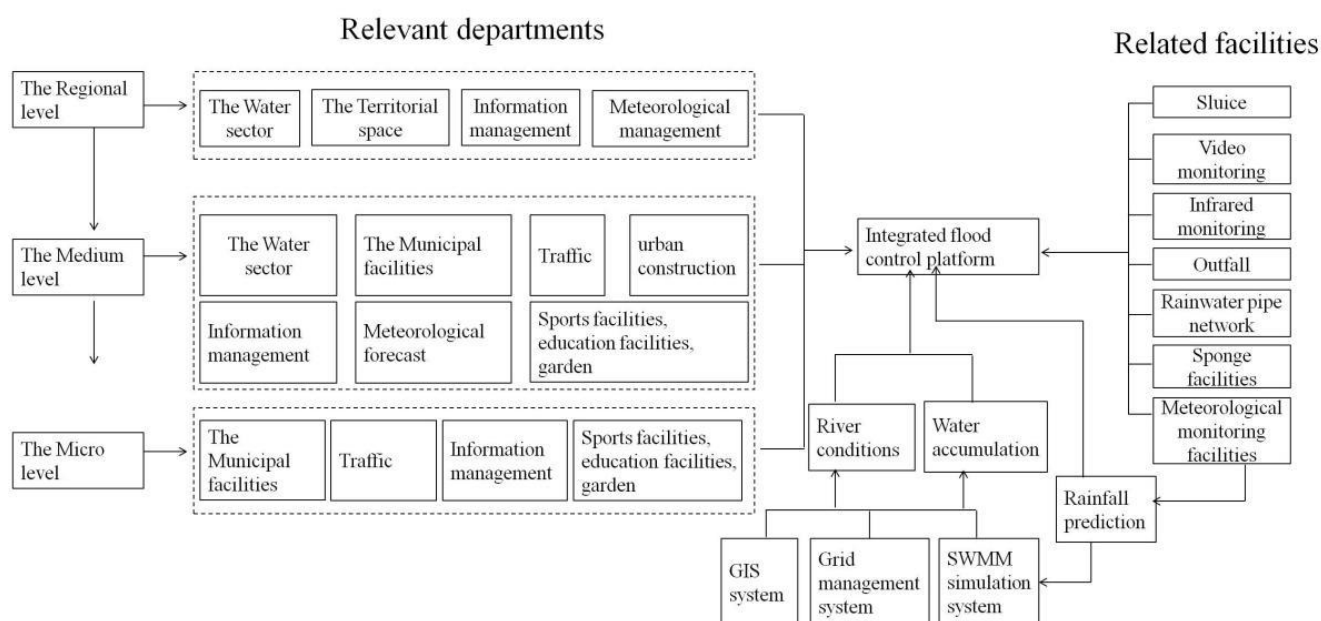 Relevant departments
Related facilities
The Regional
level
The Water
sector
The Territorial
space
Information
management
Meteorological
management
The Medium
level
The Water
sector
The Municipal
facilities
Traffic
urban
construction
Information
management
Meteorological
forecast
Sports facilities,
education facilities,
garden
The Micro
level
The
Municipal
facilities
Traffic
Information
management
Sports facilities,
education facilities,
garden
Integrated flood
control platform
River
conditions
Water
accumulation
GIS
system
Grid
management
system
SWMM
simulation
system
Rainfall
prediction
Sluice
Video
monitoring
Infrared
monitoring
Outfall
Rainwater pipe
network
Sponge
facilities
Meteorological
monitoring
facilities